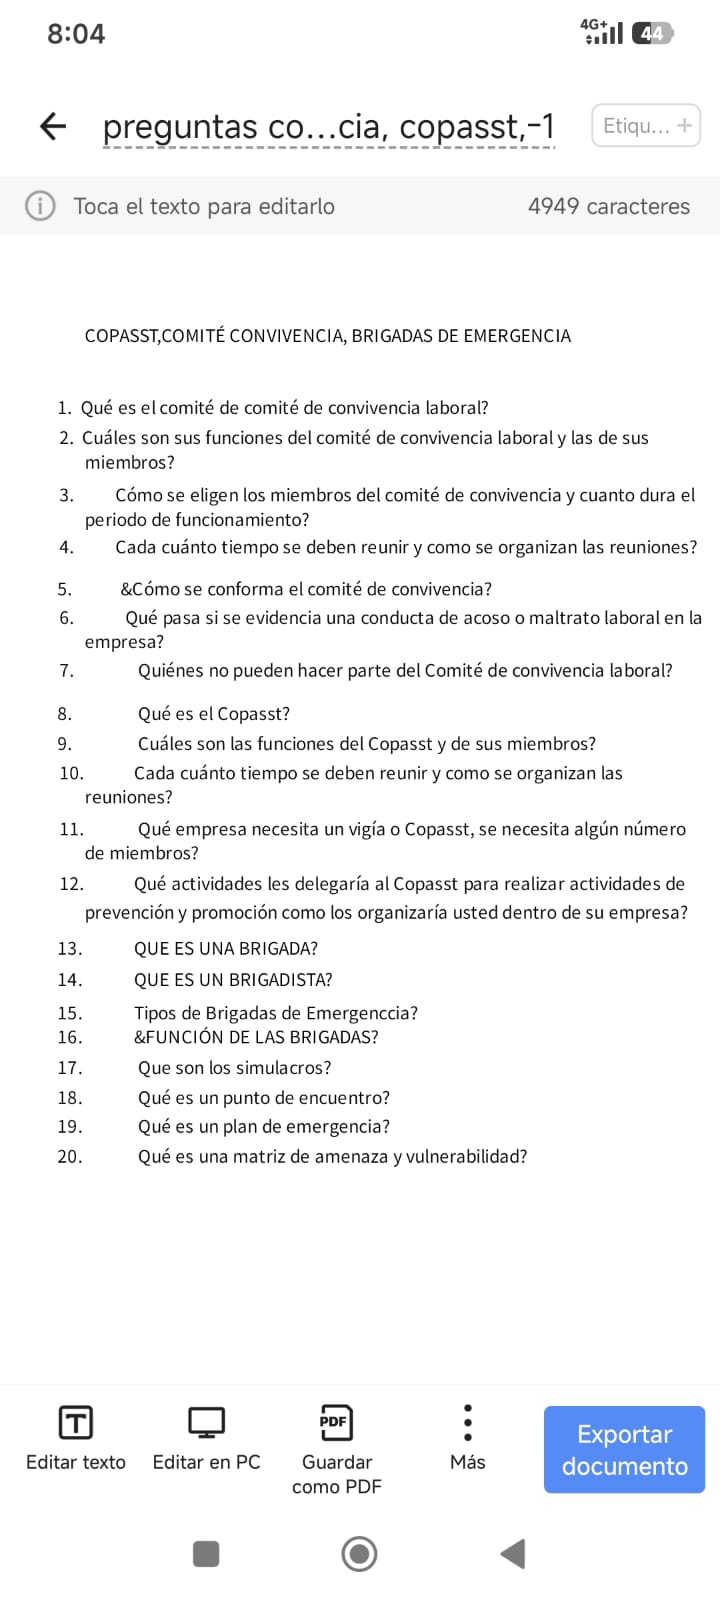 8:04
4G+ 44
preguntas co...cia, copasst,-1
Etiqu... +
Toca el texto para editarlo
4949 caracteres
COPASST,COMITÉ CONVIVENCIA, BRIGADAS DE EMERGENCIA
1. Qué es el comité de comité de convivencia laboral?
2. Cuáles son sus funciones del comité de convivencia laboral y las de sus
miembros?
3. Cómo se eligen los miembros del comité de convivencia y cuanto dura el
periodo de funcionamiento?
4. Cada cuánto tiempo se deben reunir y como se organizan las reuniones?
5. &Cómo se conforma el comité de convivencia?
6. Qué pasa si se evidencia una conducta de acoso o maltrato laboral en la
empresa?
7. Quiénes no pueden hacer parte del Comité de convivencia laboral?
8. Qué es el Copasst?
9. Cuáles son las funciones del Copasst y de sus miembros?
10. Cada cuánto tiempo se deben reunir y como se organizan las
reuniones?
11. Qué empresa necesita un vigía o Copasst, se necesita algún número
de miembros?
12. Qué actividades les delegaría al Copasst para realizar actividades de
prevención y promoción como los organizaría usted dentro de su empresa?
13. QUE ES UNA BRIGADA?
14. QUE ES UN BRIGADISTA?
15. Tipos de Brigadas de Emergenccia?
16. &FUNCIÓN DE LAS BRIGADAS?
17. Que son los simulacros?
18. Qué es un punto de encuentro?
19. Qué es un plan de emergencia?
20. Qué es una matriz de amenaza y vulnerabilidad?
PDF
Editar texto
Editar en PC
Guardar
como PDF
Más
Exportar
documento